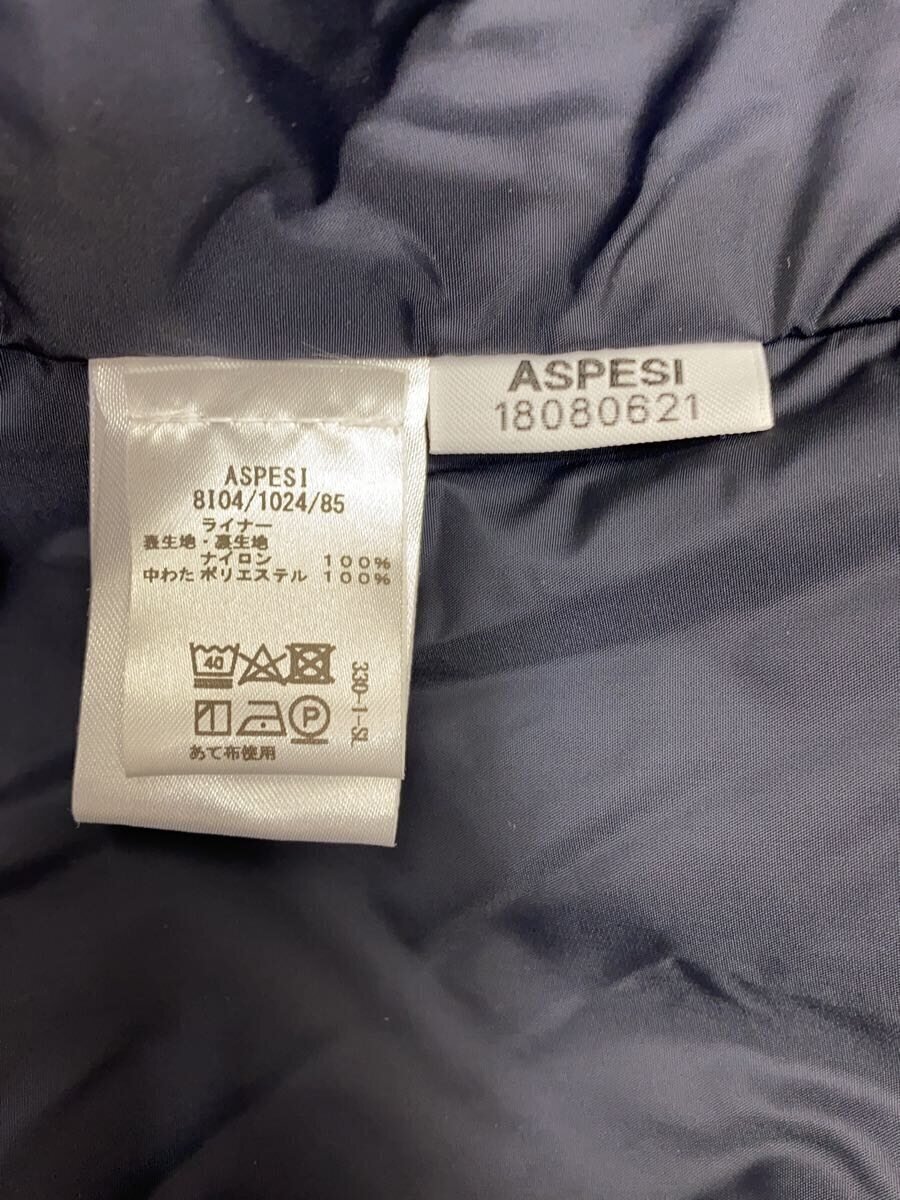 ASPESI
18080621
ASPESI
8I04/1024/85
ライナー
表生地・裏生地
ナイロン 100%
中わた ポリエステル 100%
40
P
あて布使用
330-1-SL